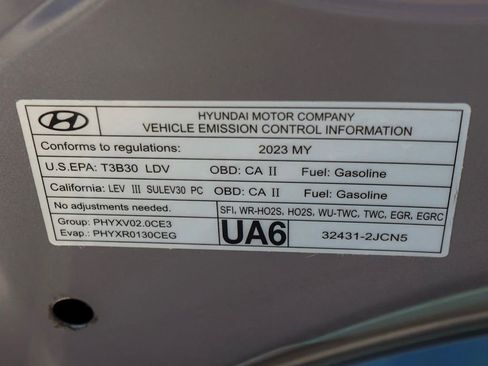 HYUNDAI MOTOR COMPANY
VEHICLE EMISSION CONTROL INFORMATION
Conforms to regulations: 2023 MY
U.S.EPA: T3B30 LDV OBD: CA II Fuel: Gasoline
California: LEV III SULEV30 PC OBD: CA II Fuel: Gasoline
No adjustments needed. SFI, WR-HO2S, HO2S, WU-TWC, TWC, EGR, EGRC
Group: PHYXV02.0CE3
Evap.: PHYXR0130CEG
UA6 32431-2JCN5